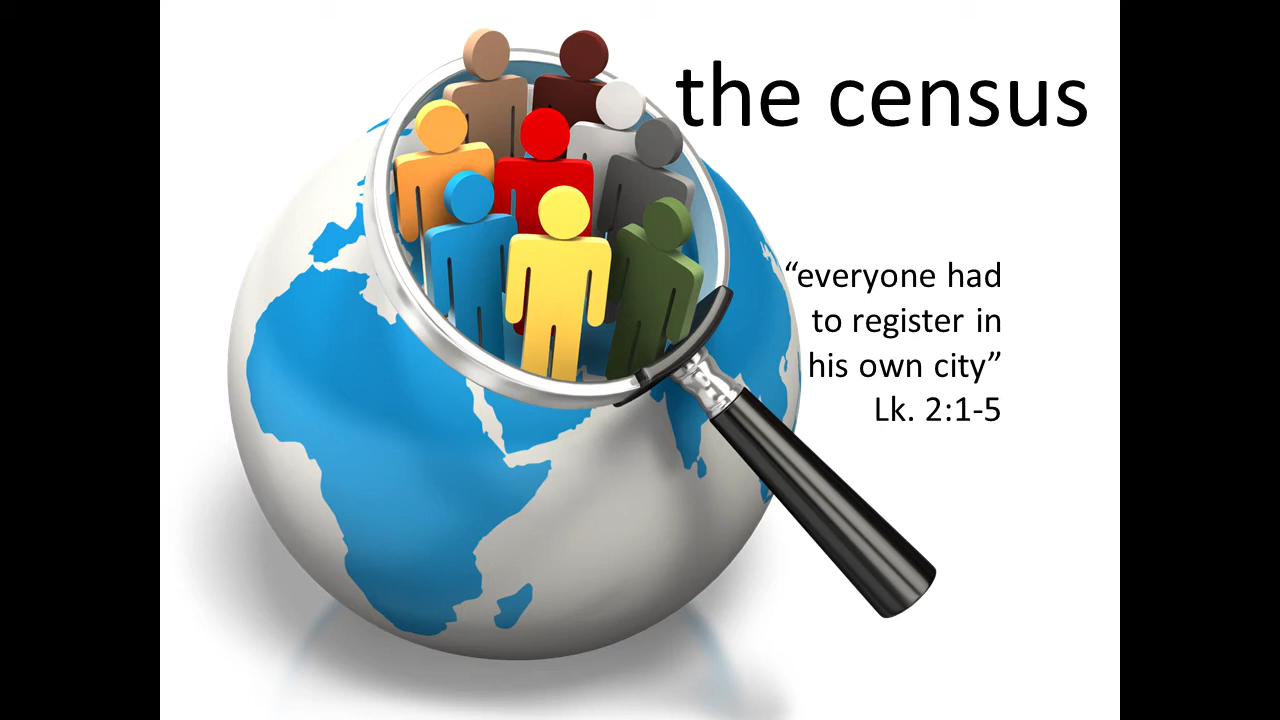 the census
“everyone had
to register in
his own city”
Lk. 2:1-5